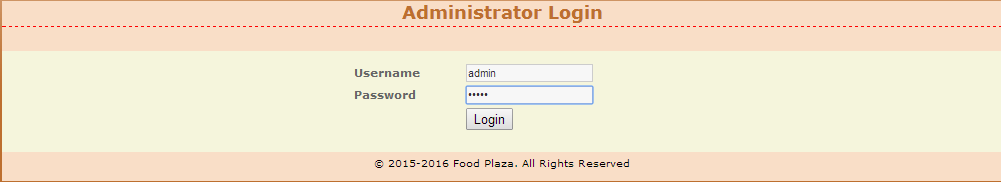 Administrator Login
Username admin
Password •••••
Login
© 2015-2016 Food Plaza. All Rights Reserved